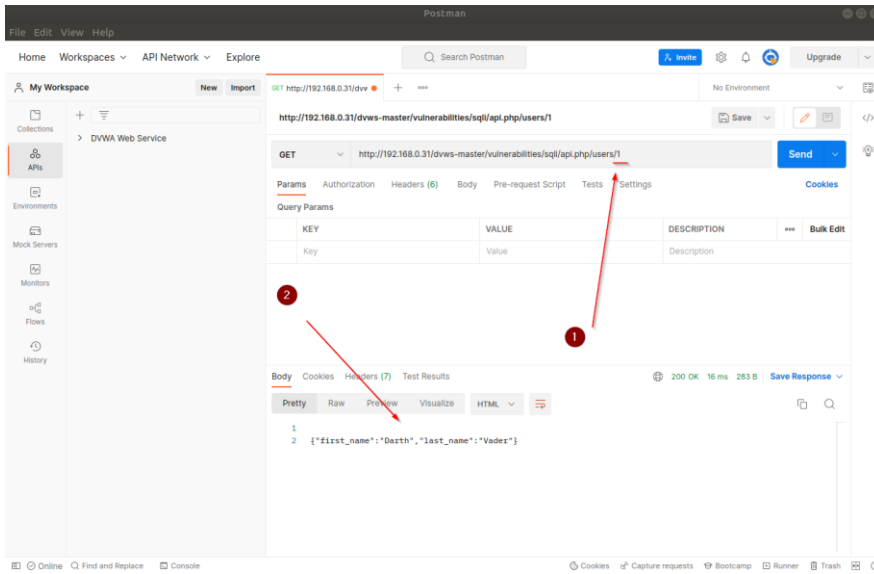 Postman
File Edit View Help
Home Workspaces API Network Explore Search Postman Invite Upgrade
My Workspace New Import GET http://192.168.0.31/dvv No Environment
http://192.168.0.31/dvws-master/vulnerabilities/sqli/api.php/users/1 Save
Collections
DVWA Web Service
APIs
GET http://192.168.0.31/dvws-master/vulnerabilities/sqli/api.php/users/1 Send
Params Authorization Headers (6) Body Pre-request Script Tests Settings Cookies
Environments
Query Params
KEY VALUE DESCRIPTION Bulk Edit
Mock Servers
Key Value Description
Monitors
2
Flows
1
History
Body Cookies Headers (7) Test Results 200 OK 16 ms 283 B Save Response
Pretty Raw Preview Visualize HTML
1
2 {"first_name":"Darth","last_name":"Vader"}
Online Find and Replace Console Cookies Capture requests Bootcamp Runner Trash